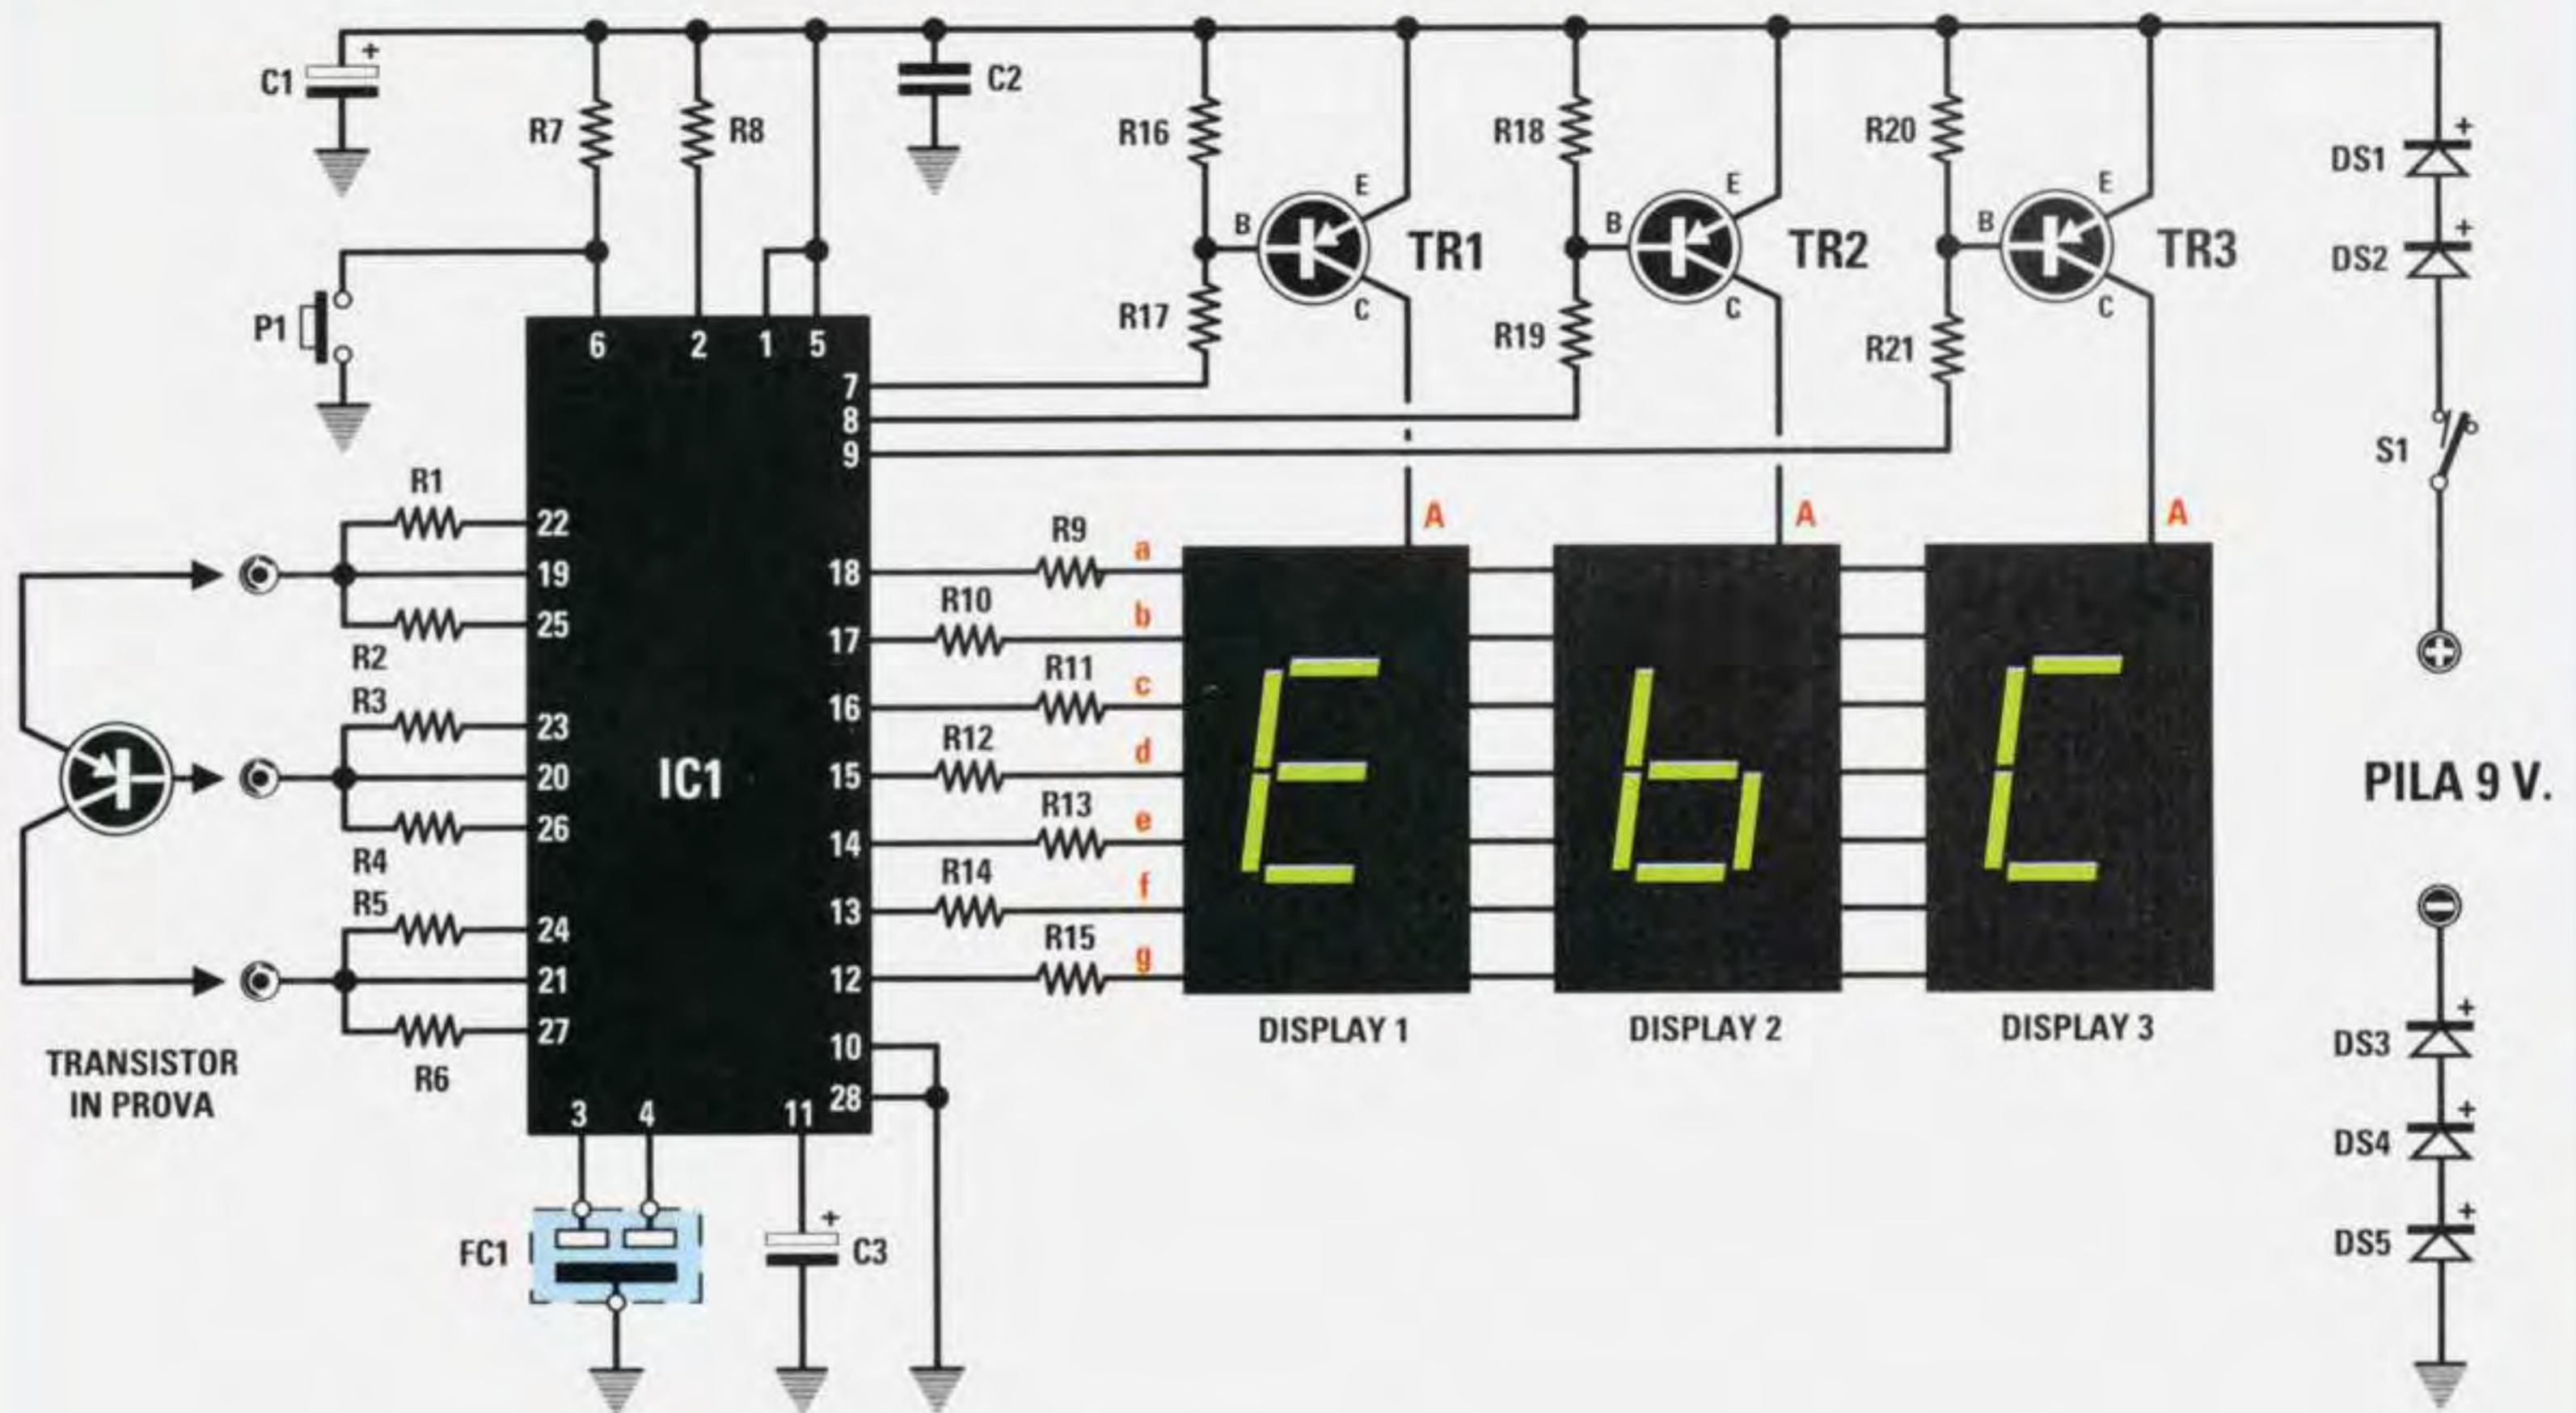 +
C1
R7
R8
C2
R16
R18
R20
+
DS1
E
E
E
B
B
B
TR1
TR2
TR3
+
DS2
C
C
C
P1
R17
R19
R21
6 2 1 5
7
8
9
S1
R1
22
R9
A
A
A
a
19
18
R10
b
25
17
R2
R11
c
R3
23
16
R12
d
20
IC1
15
PILA 9 V.
R13
e
26
14
R4
R14
f
R5
24
13
R15
g
21
12
E
b
C
27
10
DISPLAY 1
DISPLAY 2
DISPLAY 3
+
DS3
TRANSISTOR
IN PROVA
R6
28
3 4 11
+
DS4
FC1
+
C3
+
DS5